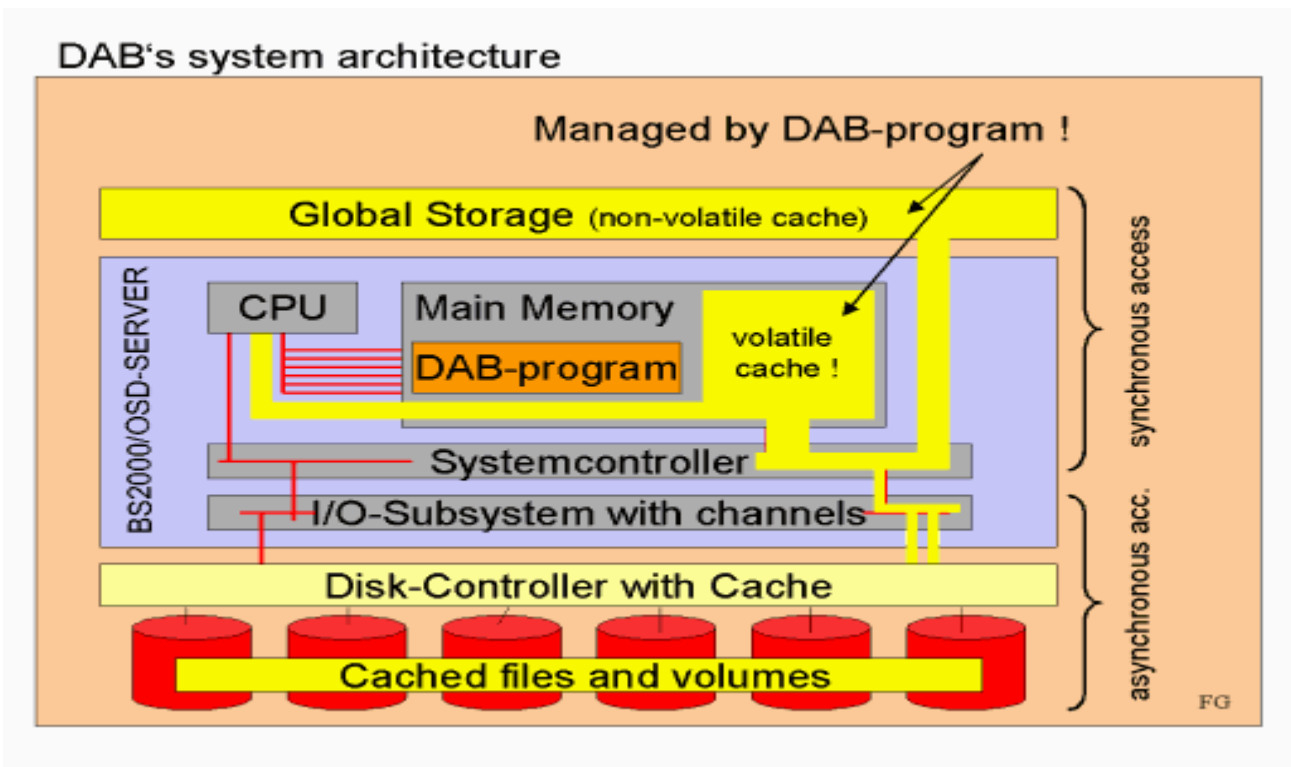 DAB‘s system architecture
Managed by DAB-program !
Global Storage (non-volatile cache)
synchronous access
BS2000/OSD-SERVER
CPU
Main Memory
volatile
cache !
DAB-program
Systemcontroller
I/O-Subsystem with channels
asynchronous acc.
Disk-Controller with Cache
Cached files and volumes
FG